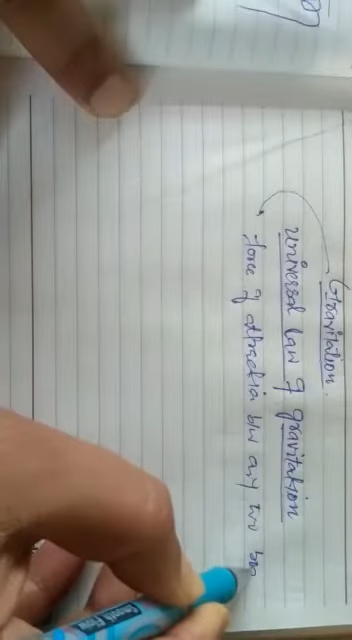 Gravitation.
universal law of gravitation
force of attraction b/w any two bo